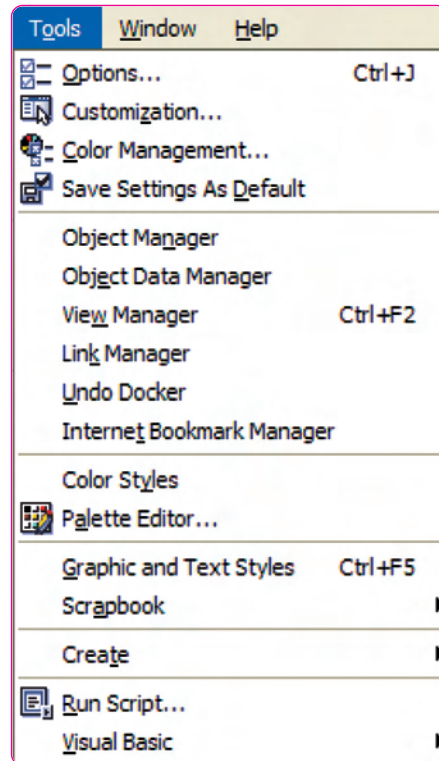 Tools Window Help
Options... Ctrl+J
Customization...
Color Management...
Save Settings As Default
Object Manager
Object Data Manager
View Manager Ctrl+F2
Link Manager
Undo Docker
Internet Bookmark Manager
Color Styles
Palette Editor...
Graphic and Text Styles Ctrl+F5
Scrapbook
Create
Run Script...
Visual Basic